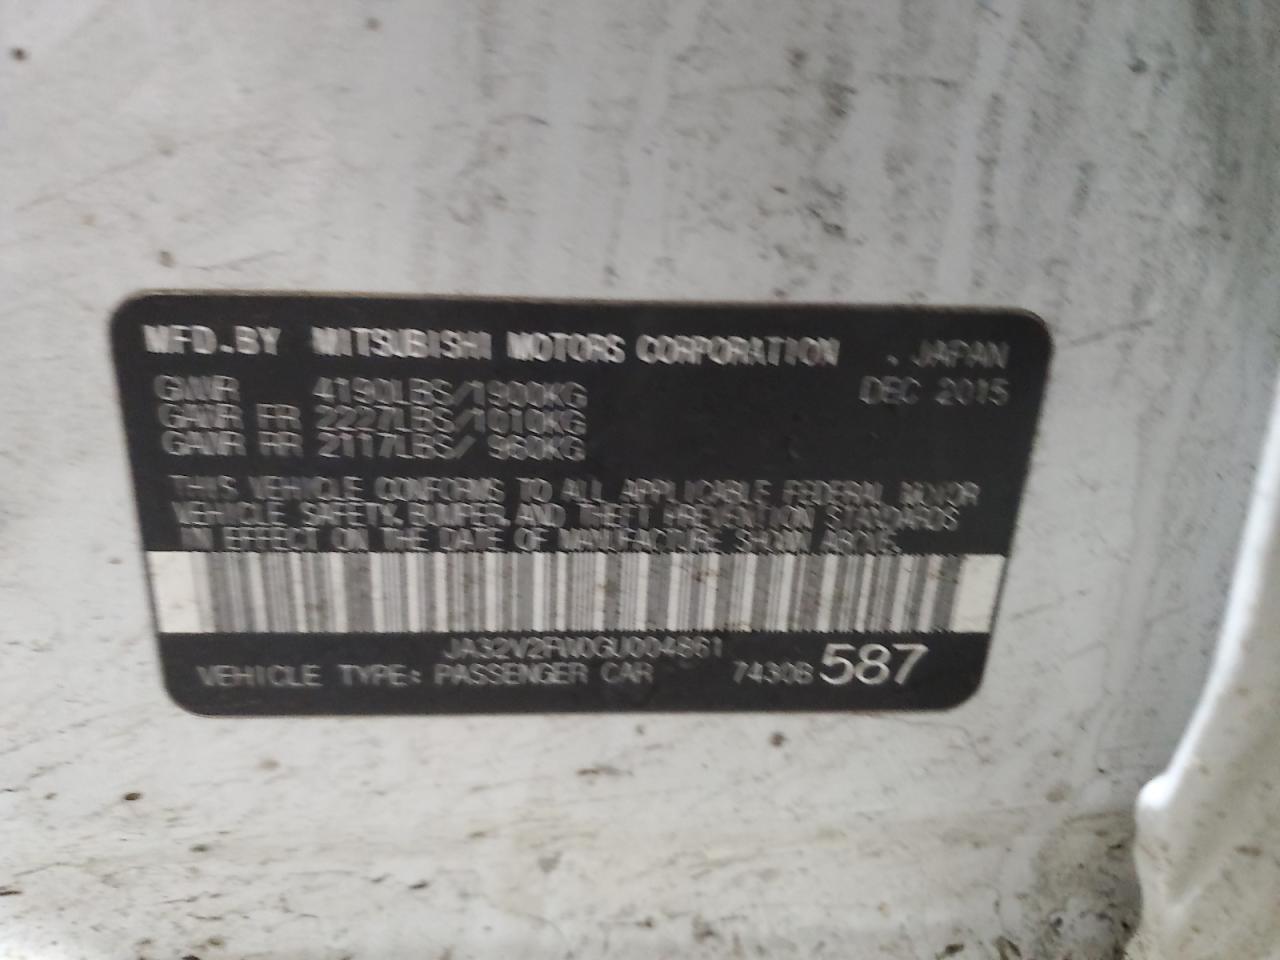 MFD.BY MITSUBISHI MOTORS CORPORATION , JAPAN
GVWR 4190LBS/1900KG DEC 2015
GAWR FR 2227LBS/1010KG
GAWR RR 2117LBS/ 960KG
THIS VEHICLE CONFORMS TO ALL APPLICABLE FEDERAL MOTOR
VEHICLE SAFETY, BUMPER, AND THEFT PREVENTION STANDARDS
IN EFFECT ON THE DATE OF MANUFACTURE SHOWN ABOVE.
JA32V2FW0GU004861
VEHICLE TYPE: PASSENGER CAR 7430B 587